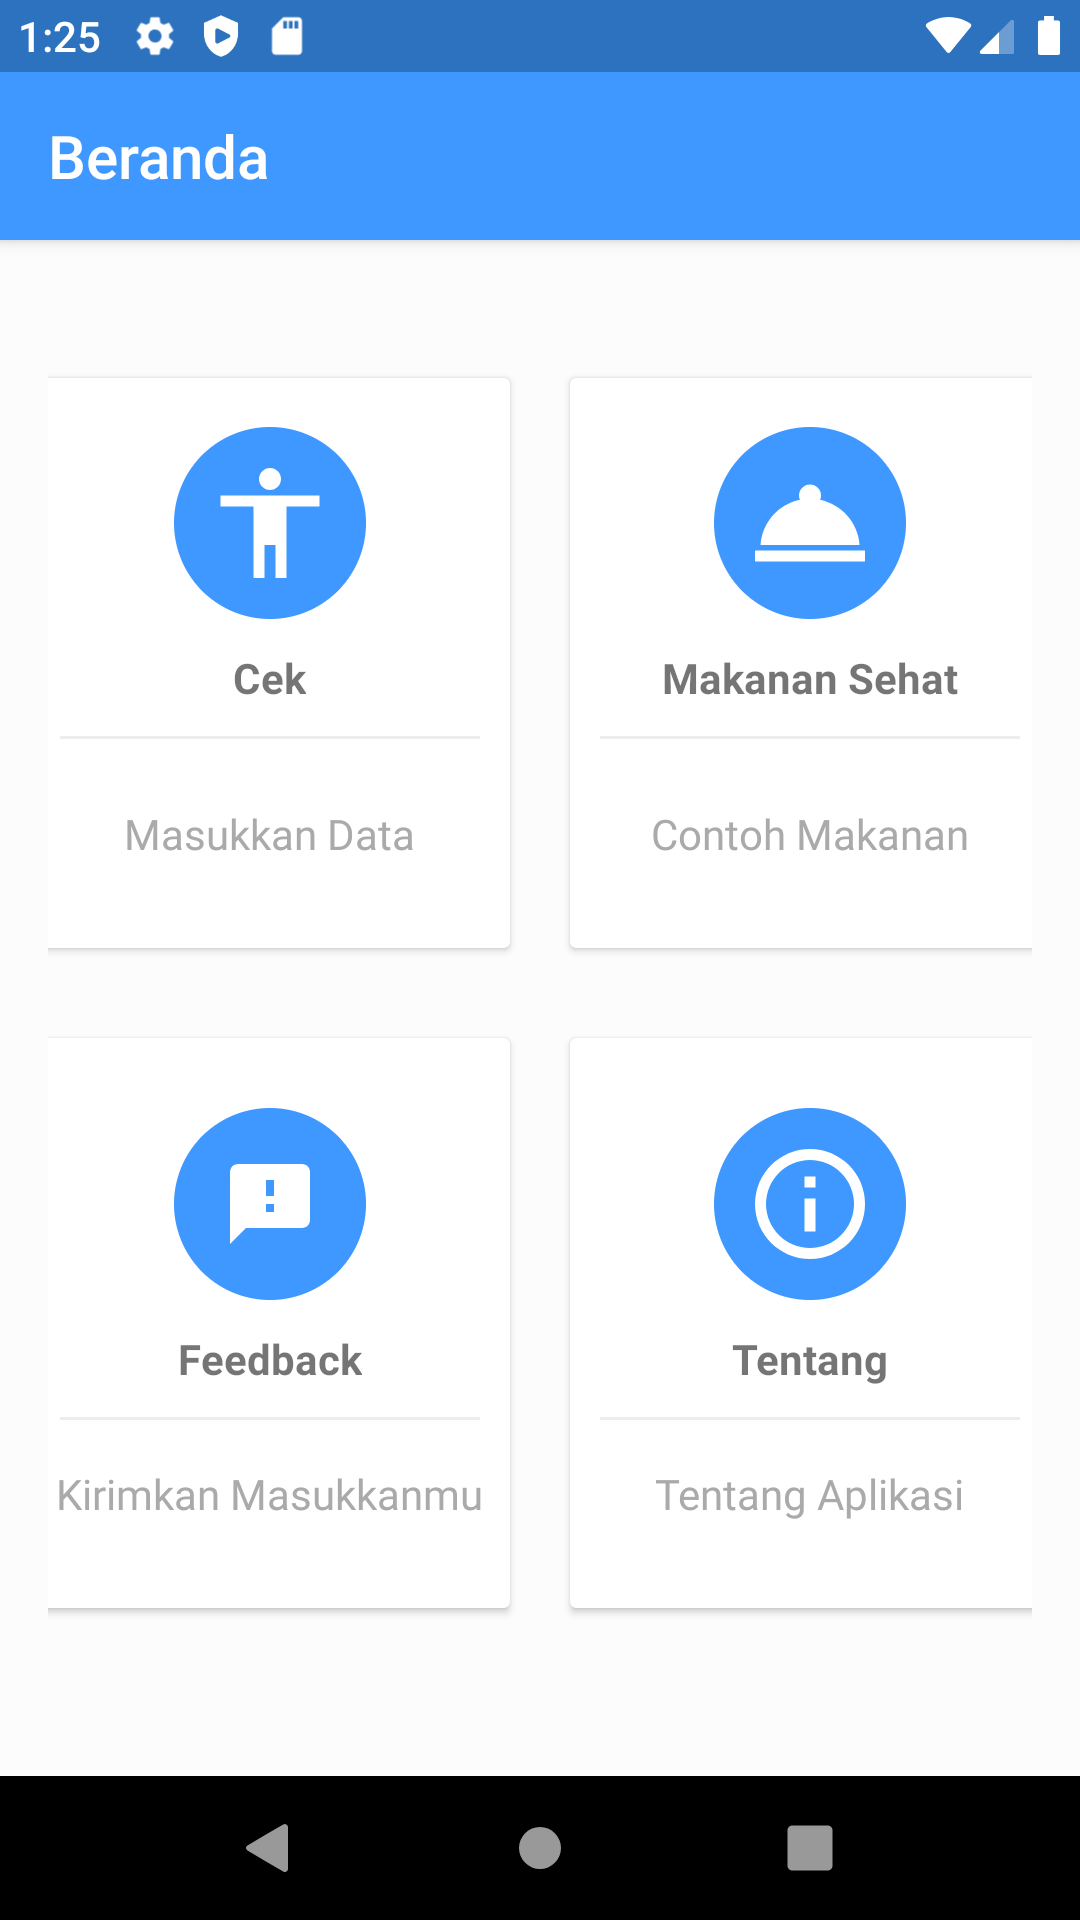 1:25
Beranda
Cek
Makanan Sehat
Masukkan Data
Contoh Makanan
Feedback
Tentang
Kirimkan Masukkanmu
Tentang Aplikasi